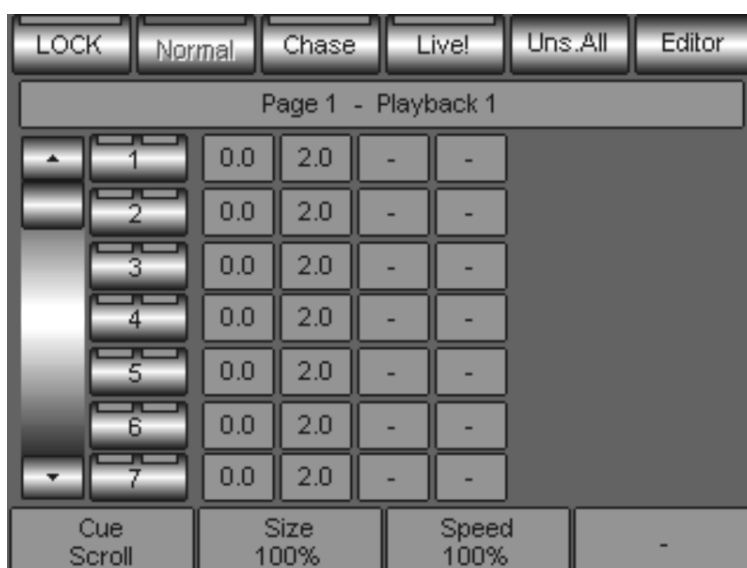 LOCK Normal Chase Live! Uns.All Editor
Page 1 - Playback 1
1 0.0 2.0 - -
2 0.0 2.0 - -
3 0.0 2.0 - -
4 0.0 2.0 - -
5 0.0 2.0 - -
6 0.0 2.0 - -
7 0.0 2.0 - -
Cue Size Speed -
Scroll 100% 100%